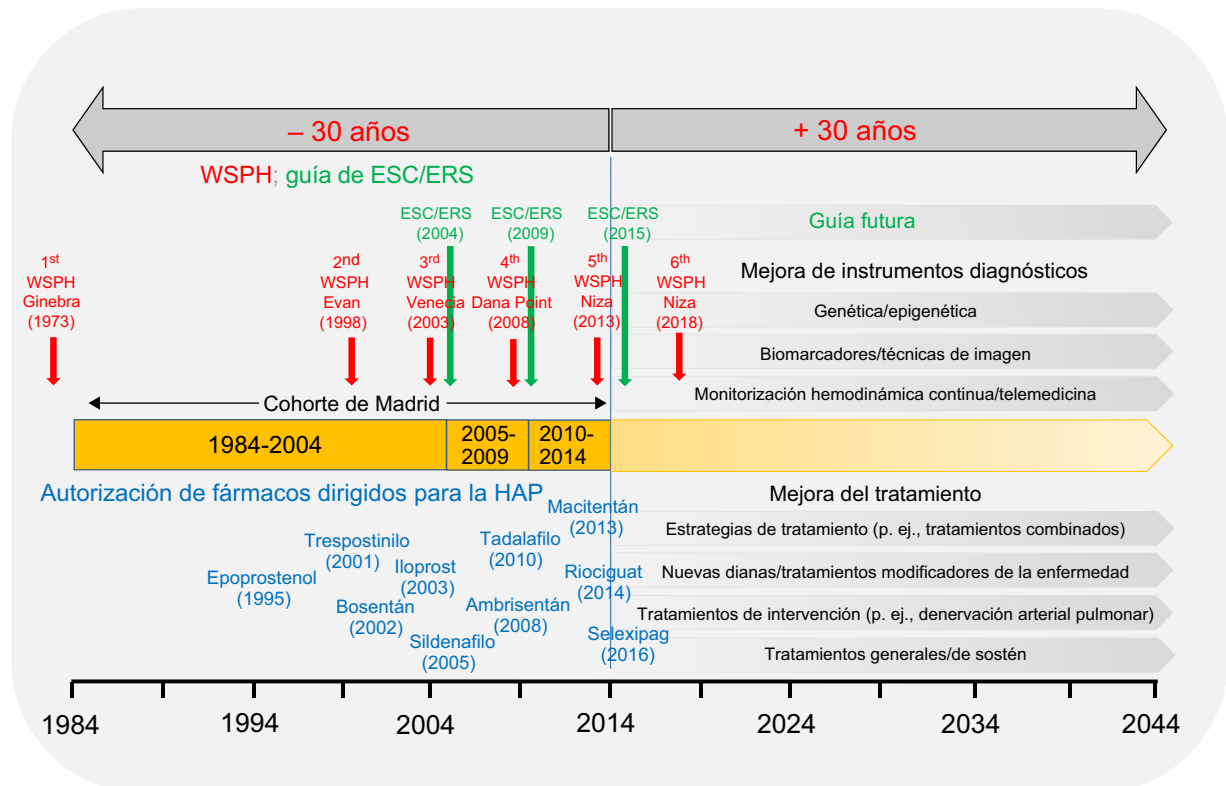 – 30 años
+ 30 años
WSPH; guía de ESC/ERS
ESC/ERS
(2004)
ESC/ERS
(2009)
ESC/ERS
(2015)
Guía futura
1st
WSPH
Ginebra
(1973)
2nd
WSPH
Evan
(1998)
3rd
WSPH
Venecia
(2003)
4th
WSPH
Dana Point
(2008)
5th
WSPH
Niza
(2013)
6th
WSPH
Niza
(2018)
Mejora de instrumentos diagnósticos
Genética/epigenética
Biomarcadores/técnicas de imagen
Monitorización hemodinámica continua/telemedicina
Cohorte de Madrid
1984-2004
2005-
2009
2010-
2014
Autorización de fármacos dirigidos para la HAP
Epoprostenol
(1995)
Trespostinilo
(2001)
Bosentán
(2002)
Iloprost
(2003)
Sildenafilo
(2005)
Tadalafilo
(2010)
Ambrisentán
(2008)
Macitentán
(2013)
Riociguat
(2014)
Selexipag
(2016)
Mejora del tratamiento
Estrategias de tratamiento (p. ej., tratamientos combinados)
Nuevas dianas/tratamientos modificadores de la enfermedad
Tratamientos de intervención (p. ej., denervación arterial pulmonar)
Tratamientos generales/de sostén
1984
1994
2004
2014
2024
2034
2044